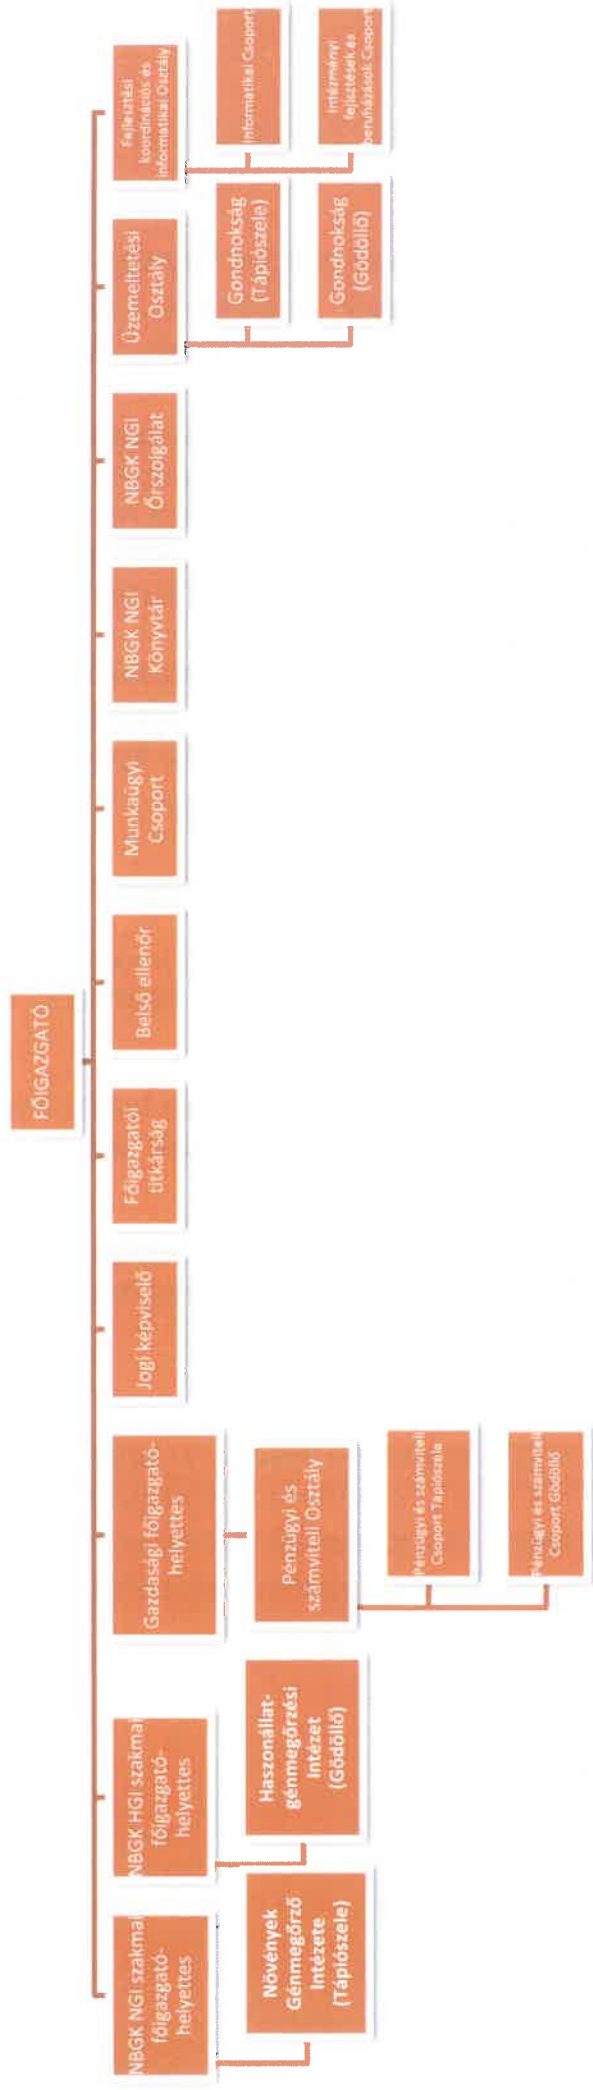 FŐIGAZGATÓ
NBGK NGI szakmai
főigazgató-
helyettes
NBGK HGI szakmai
főigazgató-
helyettes
Gazdasági főigazgató-
helyettes
Jogi képviselő
Főigazgatói
titkárság
Belső ellenőr
Munkaügyi
Csoport
NBGK NGI
Könyvtár
NBGK NGI
Őrszolgálat
Üzemeltetési
Osztály
Fejlesztési
koordinációs és
informatikai Osztály
Növények
Génmegőrző
Intézete
(Tápiószele)
Haszonállat-
génmegőrzési
Intézet
(Gödöllő)
Pénzügyi és
számviteli Osztály
Pénzügyi és számviteli
Csoport Tápiószele
Pénzügyi és számviteli
Csoport Gödöllő
Gondnokság
(Tápiószele)
Gondnokság
(Gödöllő)
Informatikai Csoport
Intézményi
fejlesztések és
beruházások Csoport